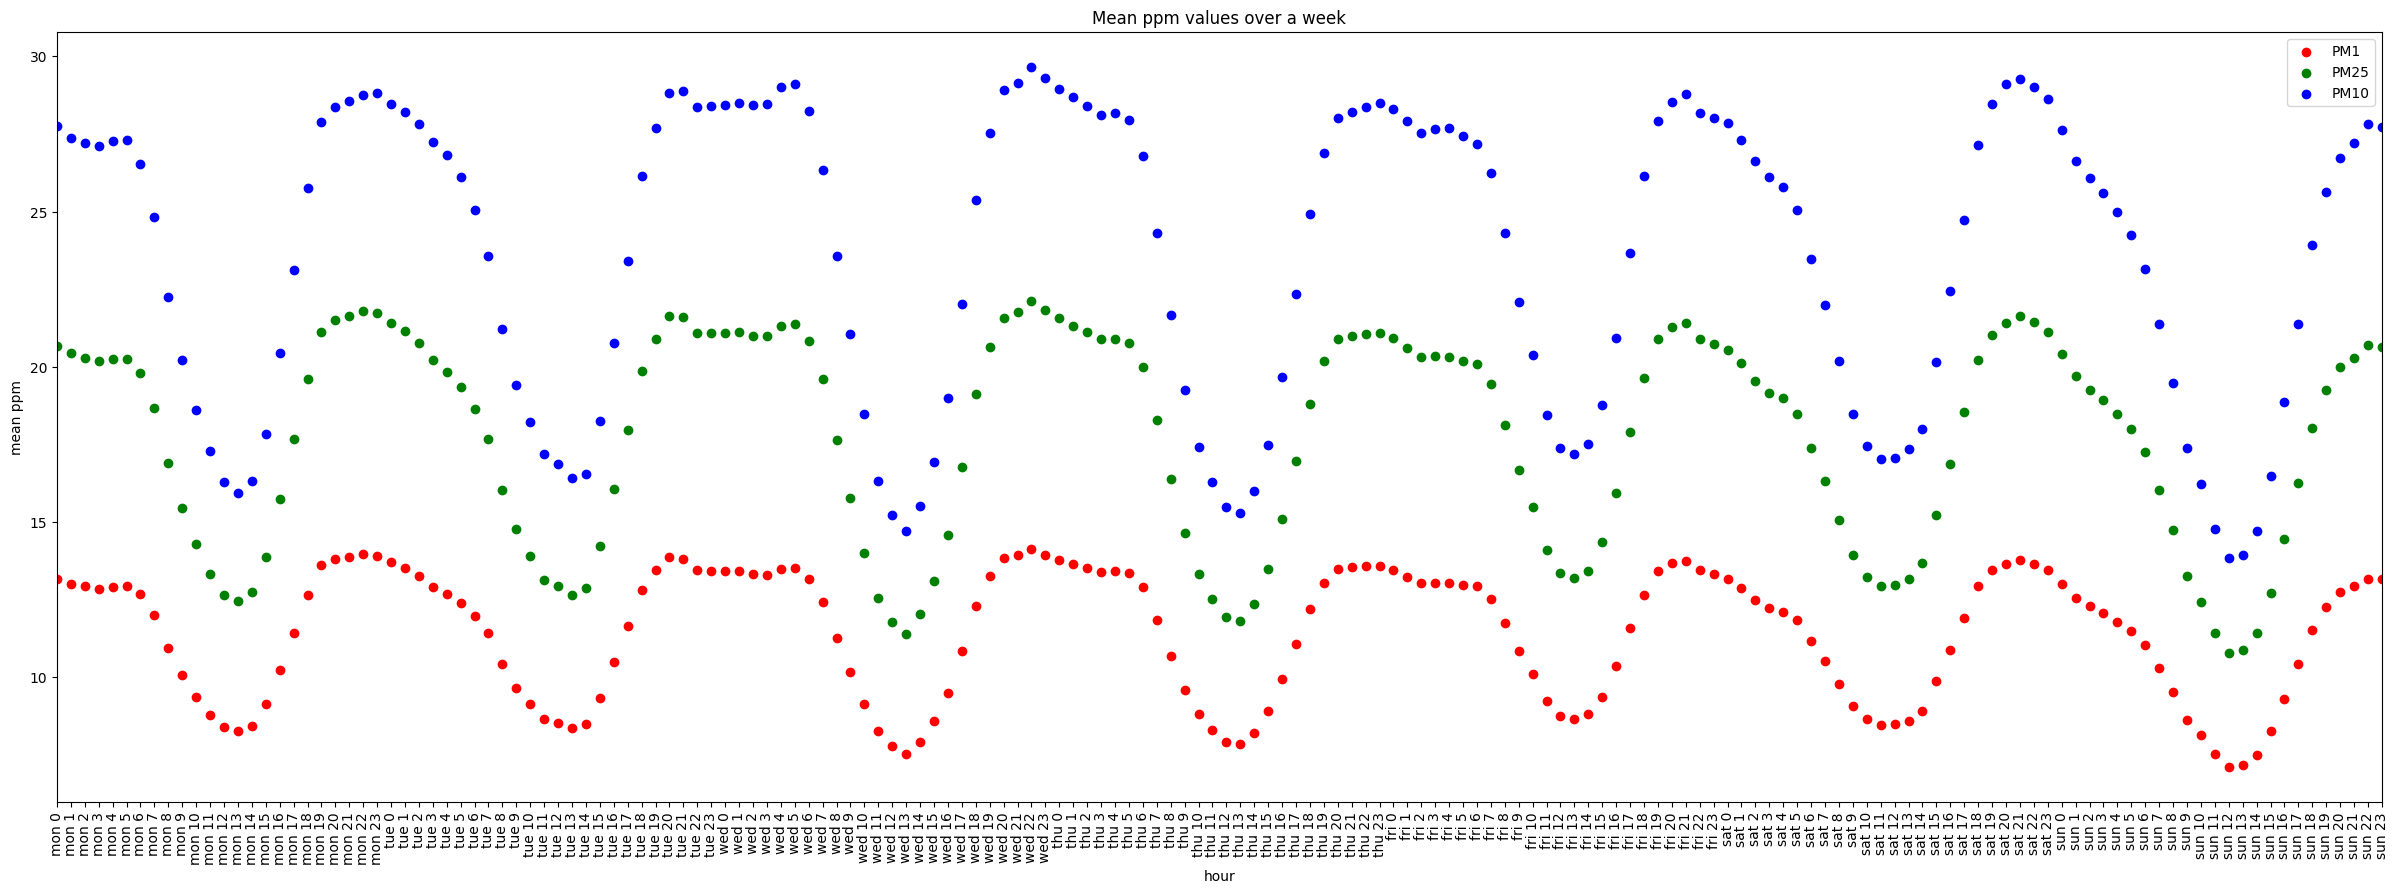 Mean ppm values over a week
PM1
PM25
PM10
mean ppm
30
25
20
15
10
mon 0
mon 1
mon 2
mon 3
mon 4
mon 5
mon 6
mon 7
mon 8
mon 9
mon 10
mon 11
mon 12
mon 13
mon 14
mon 15
mon 16
mon 17
mon 18
mon 19
mon 20
mon 21
mon 22
mon 23
tue 0
tue 1
tue 2
tue 3
tue 4
tue 5
tue 6
tue 7
tue 8
tue 9
tue 10
tue 11
tue 12
tue 13
tue 14
tue 15
tue 16
tue 17
tue 18
tue 19
tue 20
tue 21
tue 22
tue 23
wed 0
wed 1
wed 2
wed 3
wed 4
wed 5
wed 6
wed 7
wed 8
wed 9
wed 10
wed 11
wed 12
wed 13
wed 14
wed 15
wed 16
wed 17
wed 18
wed 19
wed 20
wed 21
wed 22
wed 23
thu 0
thu 1
thu 2
thu 3
thu 4
thu 5
thu 6
thu 7
thu 8
thu 9
thu 10
thu 11
thu 12
thu 13
thu 14
thu 15
thu 16
thu 17
thu 18
thu 19
thu 20
thu 21
thu 22
thu 23
fri 0
fri 1
fri 2
fri 3
fri 4
fri 5
fri 6
fri 7
fri 8
fri 9
fri 10
fri 11
fri 12
fri 13
fri 14
fri 15
fri 16
fri 17
fri 18
fri 19
fri 20
fri 21
fri 22
fri 23
sat 0
sat 1
sat 2
sat 3
sat 4
sat 5
sat 6
sat 7
sat 8
sat 9
sat 10
sat 11
sat 12
sat 13
sat 14
sat 15
sat 16
sat 17
sat 18
sat 19
sat 20
sat 21
sat 22
sat 23
sun 0
sun 1
sun 2
sun 3
sun 4
sun 5
sun 6
sun 7
sun 8
sun 9
sun 10
sun 11
sun 12
sun 13
sun 14
sun 15
sun 16
sun 17
sun 18
sun 19
sun 20
sun 21
sun 22
sun 23
hour